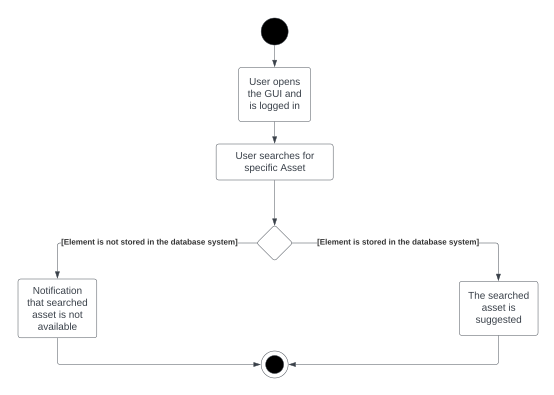 User opens
the GUI and
is logged in
User searches for
specific Asset
[Element is not stored in the database system]
[Element is stored in the database system]
Notification
that searched
asset is not
available
The searched
asset is
suggested